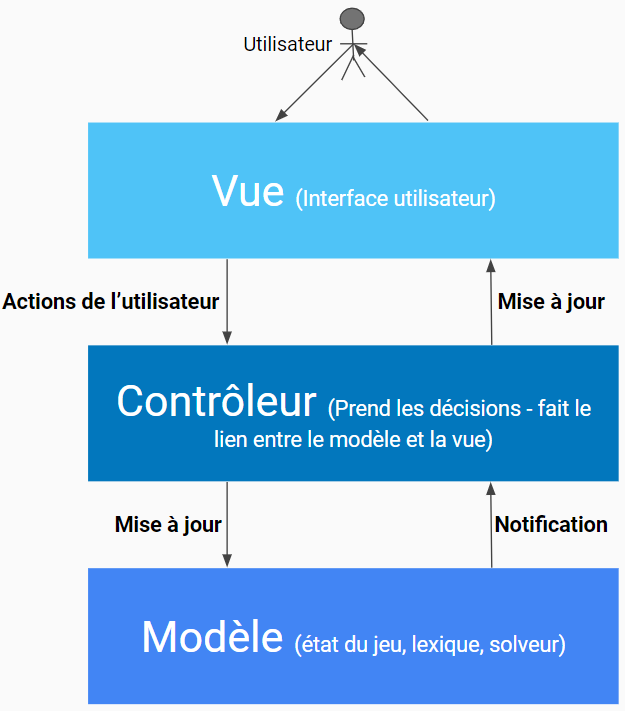 Utilisateur
Vue (Interface utilisateur)
Actions de l’utilisateur
Mise à jour
Contrôleur (Prend les décisions - fait le
lien entre le modèle et la vue)
Mise à jour
Notification
Modèle (état du jeu, lexique, solveur)